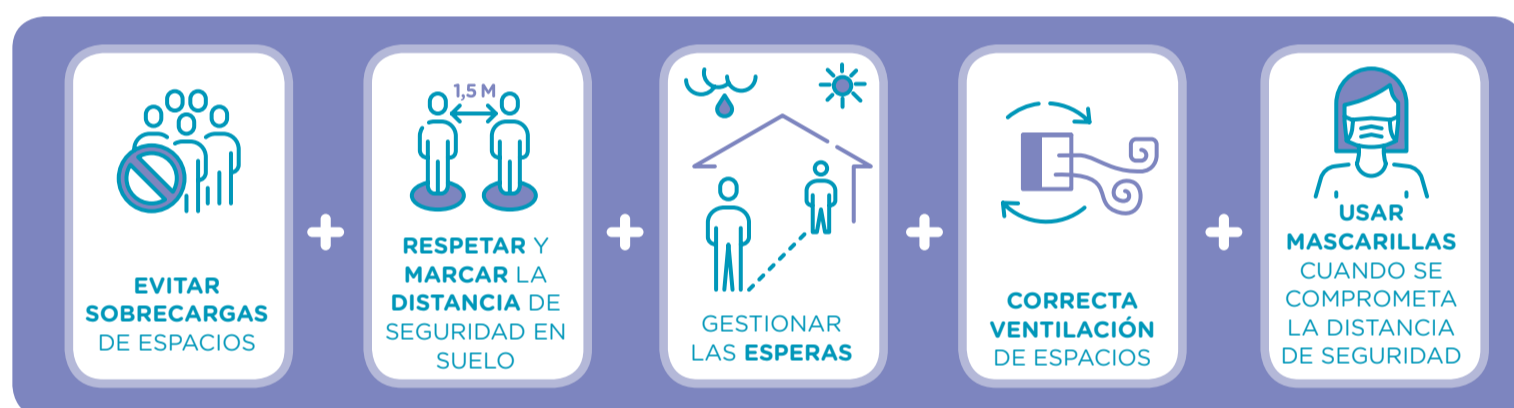 EVITAR
SOBRECARGAS
DE ESPACIOS
1,5 M
RESPETAR Y
MARCAR LA
DISTANCIA DE
SEGURIDAD EN
SUELO
GESTIONAR
LAS ESPERAS
CORRECTA
VENTILACIÓN
DE ESPACIOS
USAR
MASCARILLAS
CUANDO SE
COMPROMETA
LA DISTANCIA
DE SEGURIDAD